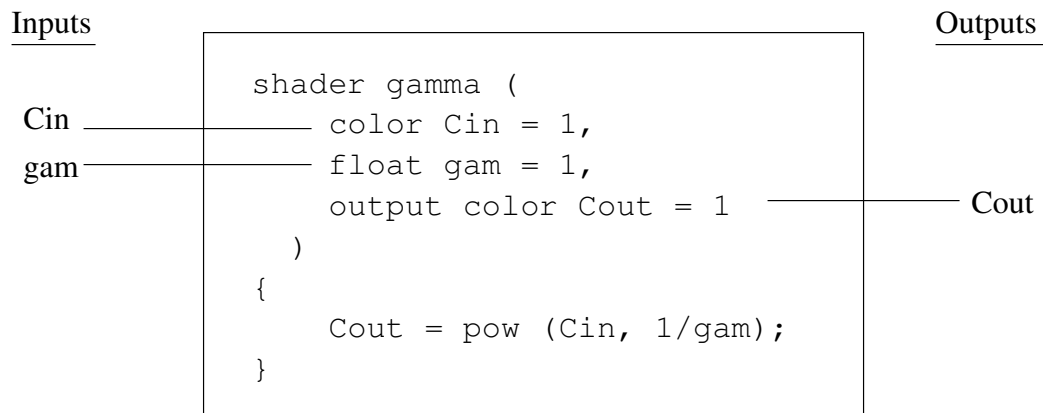 Inputs
Outputs
shader gamma (
Cin
color Cin = 1,
gam
float gam = 1,
output color Cout = 1
Cout
)
{
Cout = pow (Cin, 1/gam);
}